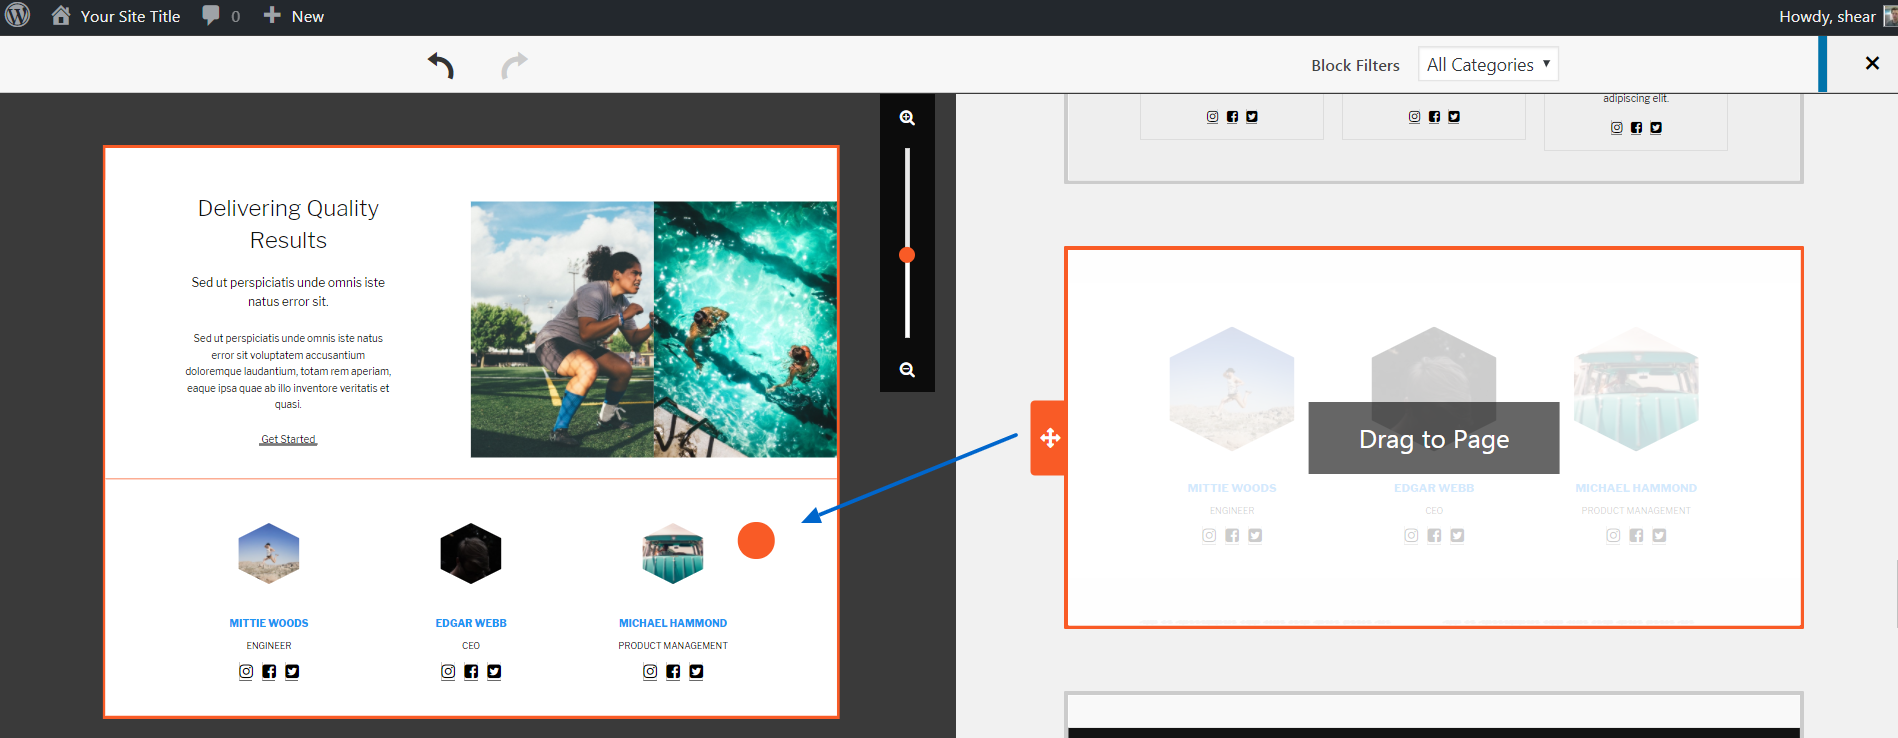 Your Site Title 0 New Howdy, shear
Block Filters All Categories
Delivering Quality
Results
Sed ut perspiciatis unde omnis iste
natus error sit.
Sed ut perspiciatis unde omnis iste natus
error sit voluptatem accusantium
doloremque laudantium, totam rem aperiam,
eaque ipsa quae ab illo inventore veritatis et
quasi.
Get Started
MITTIE WOODS EDGAR WEBB MICHAEL HAMMOND
ENGINEER CEO PRODUCT MANAGEMENT
adipiscing elit.
Drag to Page
MITTIE WOODS EDGAR WEBB MICHAEL HAMMOND
ENGINEER CEO PRODUCT MANAGEMENT